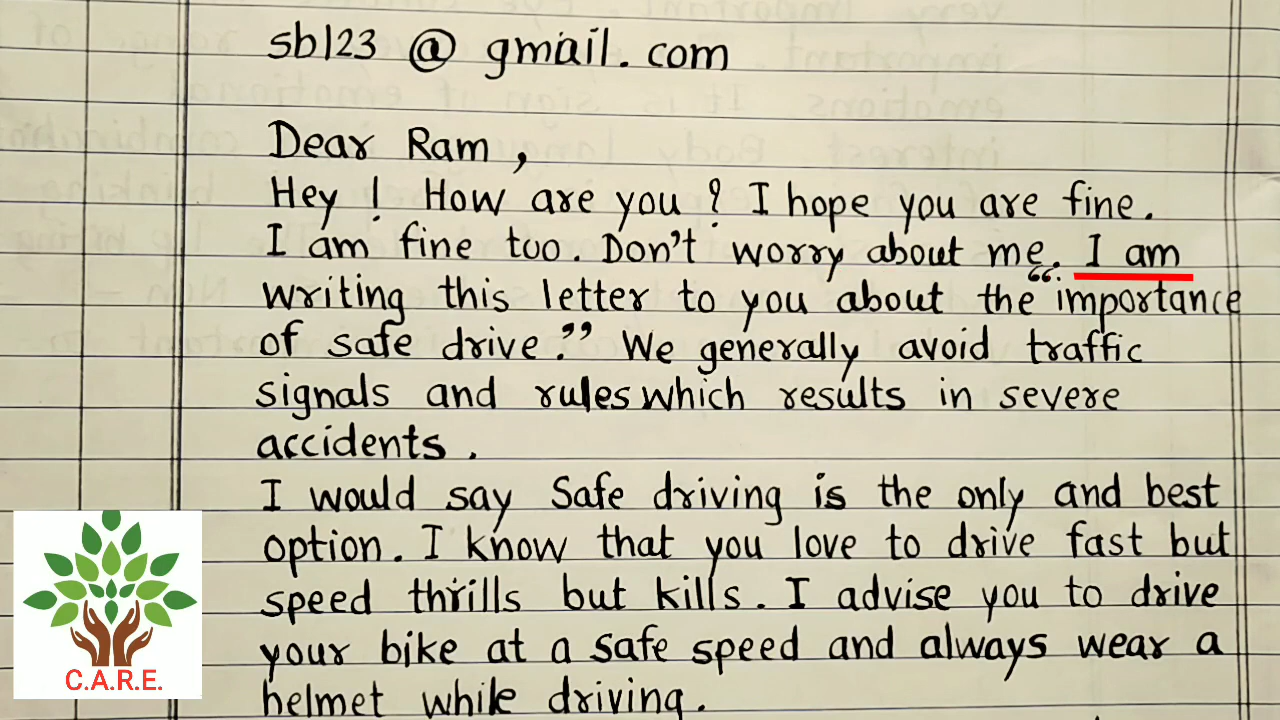 sb123 @ gmail. com
Dear Ram ,
Hey ! How are you ? I hope you are fine.
I am fine too. Don't worry about me. I am
writing this letter to you about the “importance
of safe drive.” We generally avoid traffic
signals and rules which results in severe
accidents .
I would say Safe driving is the only and best
option. I know that you love to drive fast but
speed thrills but kills. I advise you to drive
your bike at a safe speed and always wear a
helmet while driving.
C.A.R.E.